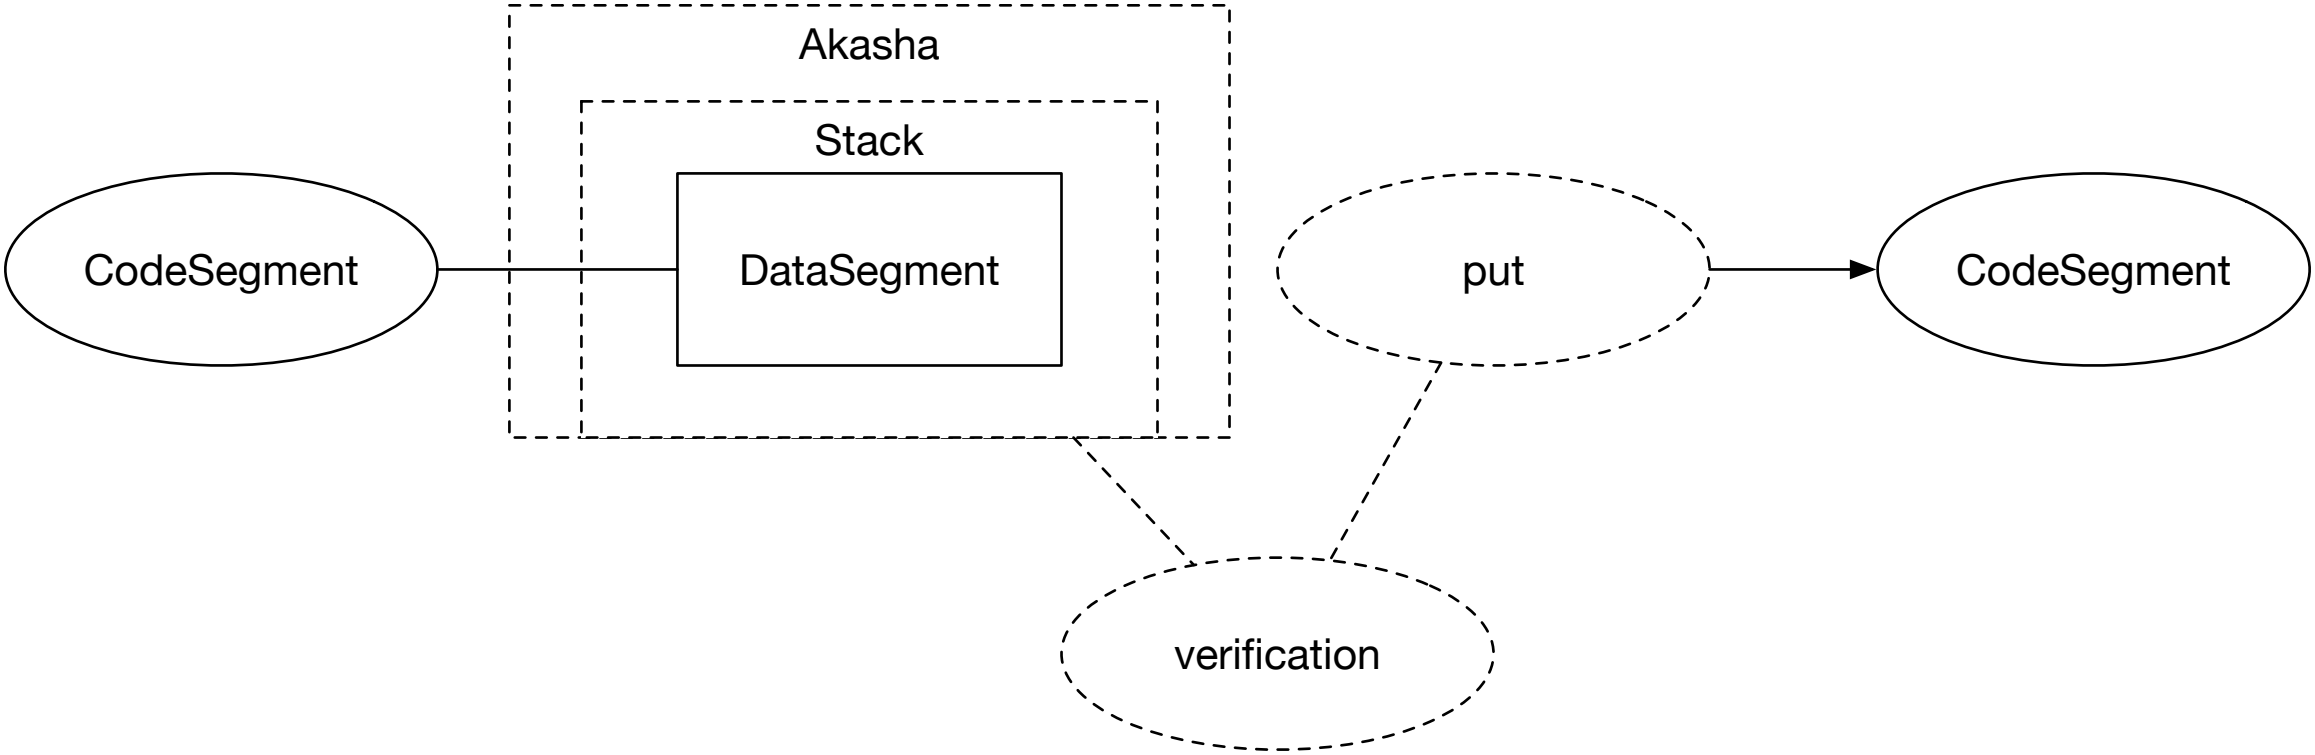 Akasha
Stack
CodeSegment
DataSegment
put
CodeSegment
verification